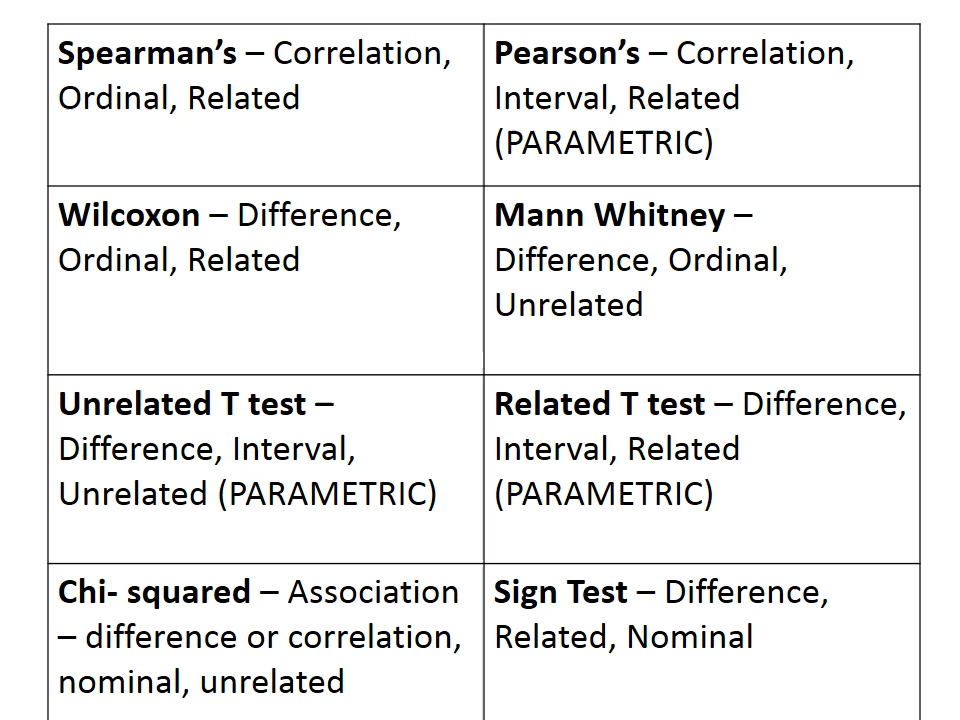 Spearman’s – Correlation,
Ordinal, Related
Pearson’s – Correlation,
Interval, Related
(PARAMETRIC)
Wilcoxon – Difference,
Ordinal, Related
Mann Whitney –
Difference, Ordinal,
Unrelated
Unrelated T test –
Difference, Interval,
Unrelated (PARAMETRIC)
Related T test – Difference,
Interval, Related
(PARAMETRIC)
Chi- squared – Association
– difference or correlation,
nominal, unrelated
Sign Test – Difference,
Related, Nominal